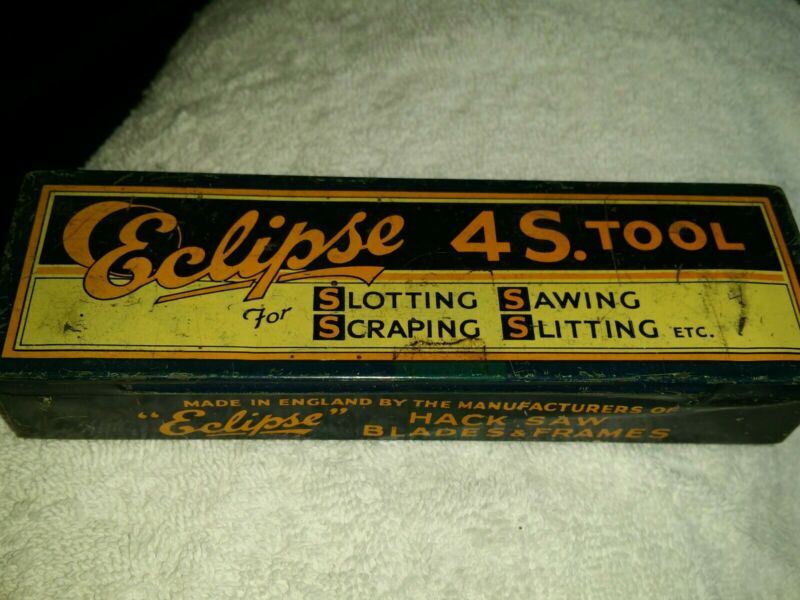 Eclipse 4 S. TOOL
For SLOTTING SAWING
SCRAPING SLITTING ETC.
MADE IN ENGLAND BY THE MANUFACTURERS OF
"Eclipse" HACK SAW
BLADES & FRAMES